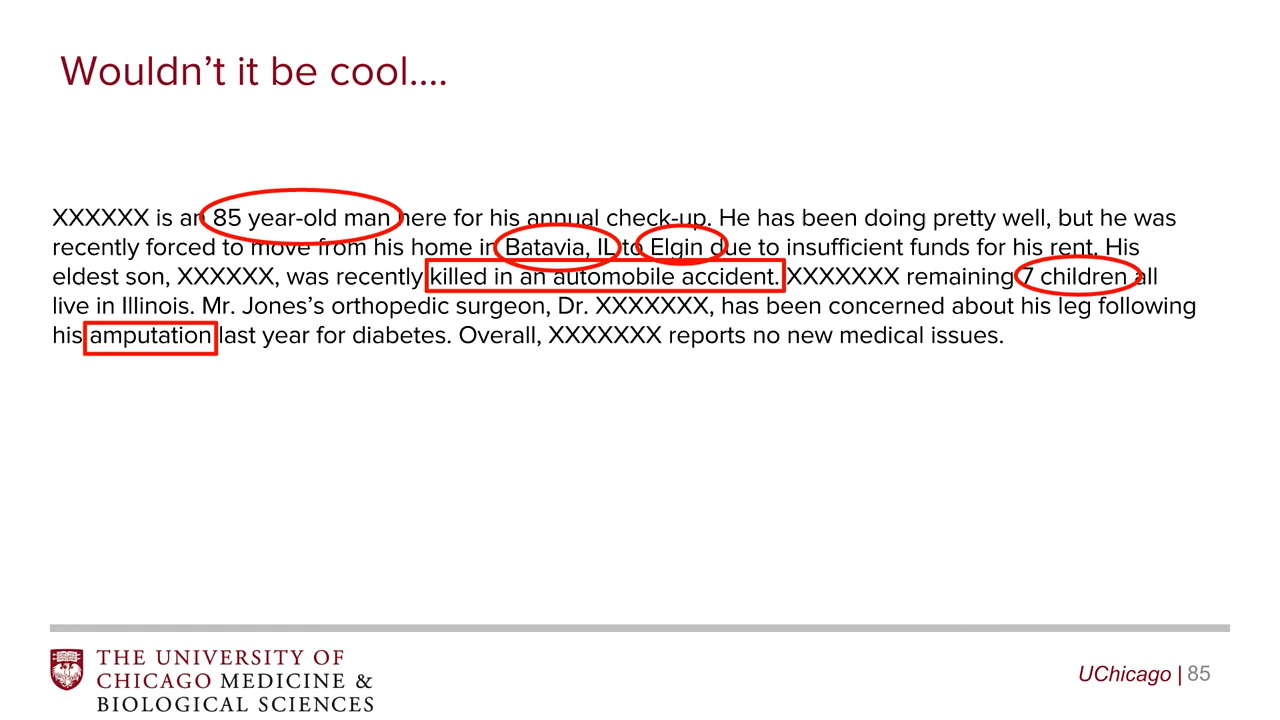 Wouldn’t it be cool....
XXXXXX is an 85 year-old man here for his annual check-up. He has been doing pretty well, but he was
recently forced to move from his home in Batavia, IL to Elgin due to insufficient funds for his rent. His
eldest son, XXXXXX, was recently killed in an automobile accident. XXXXXXX remaining 7 children all
live in Illinois. Mr. Jones’s orthopedic surgeon, Dr. XXXXXXX, has been concerned about his leg following
his amputation last year for diabetes. Overall, XXXXXXX reports no new medical issues.
THE UNIVERSITY OF
CHICAGO MEDICINE &
BIOLOGICAL SCIENCES
UChicago | 85